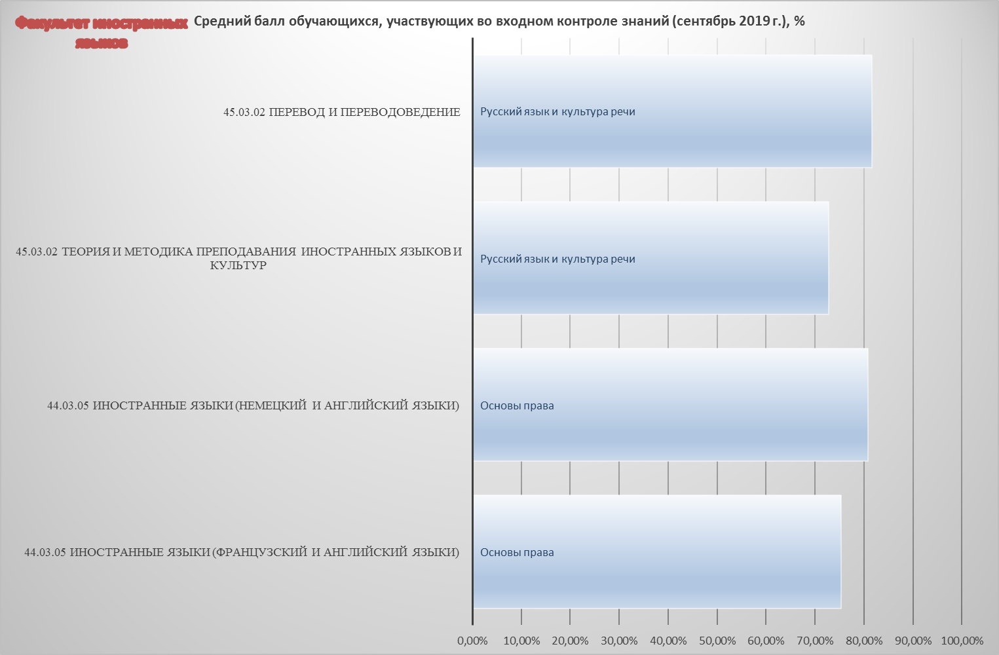 Факультет иностранных
языков
Средний балл обучающихся, участвующих во входном контроле знаний (сентябрь 2019 г.), %
45.03.02 ПЕРЕВОД И ПЕРЕВОДОВЕДЕНИЕ
Русский язык и культура речи
45.03.02 ТЕОРИЯ И МЕТОДИКА ПРЕПОДАВАНИЯ ИНОСТРАННЫХ ЯЗЫКОВ И
КУЛЬТУР
Русский язык и культура речи
44.03.05 ИНОСТРАННЫЕ ЯЗЫКИ (НЕМЕЦКИЙ И АНГЛИЙСКИЙ ЯЗЫКИ)
Основы права
44.03.05 ИНОСТРАННЫЕ ЯЗЫКИ (ФРАНЦУЗСКИЙ И АНГЛИЙСКИЙ ЯЗЫКИ)
Основы права
0,00% 10,00% 20,00% 30,00% 40,00% 50,00% 60,00% 70,00% 80,00% 90,00% 100,00%